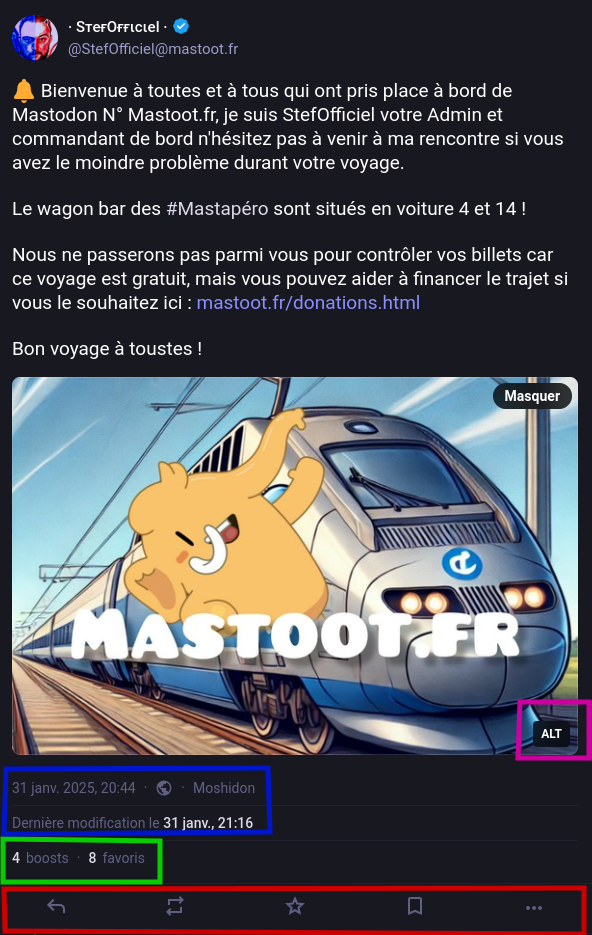 · SᴛᴇғOғғιcιel ·
@StefOfficiel@mastoot.fr
🔔 Bienvenue à toutes et à tous qui ont pris place à bord de
Mastodon N° Mastoot.fr, je suis StefOfficiel votre Admin et
commandant de bord n'hésitez pas à venir à ma rencontre si vous
avez le moindre problème durant votre voyage.
Le wagon bar des #Mastapéro sont situés en voiture 4 et 14 !
Nous ne passerons pas parmi vous pour contrôler vos billets car
ce voyage est gratuit, mais vous pouvez aider à financer le trajet si
vous le souhaitez ici : mastoot.fr/donations.html
Bon voyage à toustes !
Masquer
MASTOOT.FR
ALT
31 janv. 2025, 20:44 · · Moshidon
Dernière modification le 31 janv., 21:16
4 boosts · 8 favoris